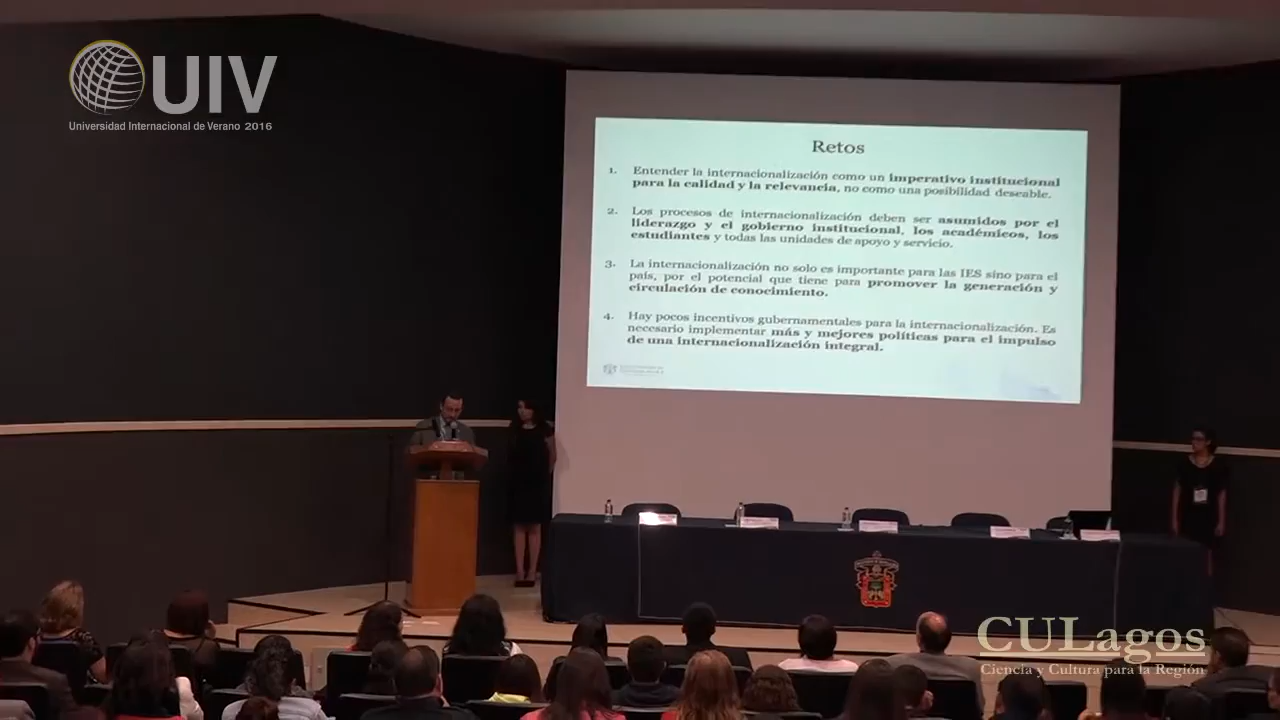 UIV
Universidad Internacional de Verano 2016
Retos
1. Entender la internacionalización como un imperativo institucional
para la calidad y la relevancia, no como una posibilidad deseable.
2. Los procesos de internacionalización deben ser asumidos por el
liderazgo y el gobierno institucional, los académicos, los
estudiantes y todas las unidades de apoyo y servicio.
3. La internacionalización no solo es importante para las IES sino para el
país, por el potencial que tiene para promover la generación y
circulación de conocimiento.
4. Hay pocos incentivos gubernamentales para la internacionalización. Es
necesario implementar más y mejores políticas para el impulso
de una internacionalización integral.
CULagos
Ciencia y Cultura para la Región